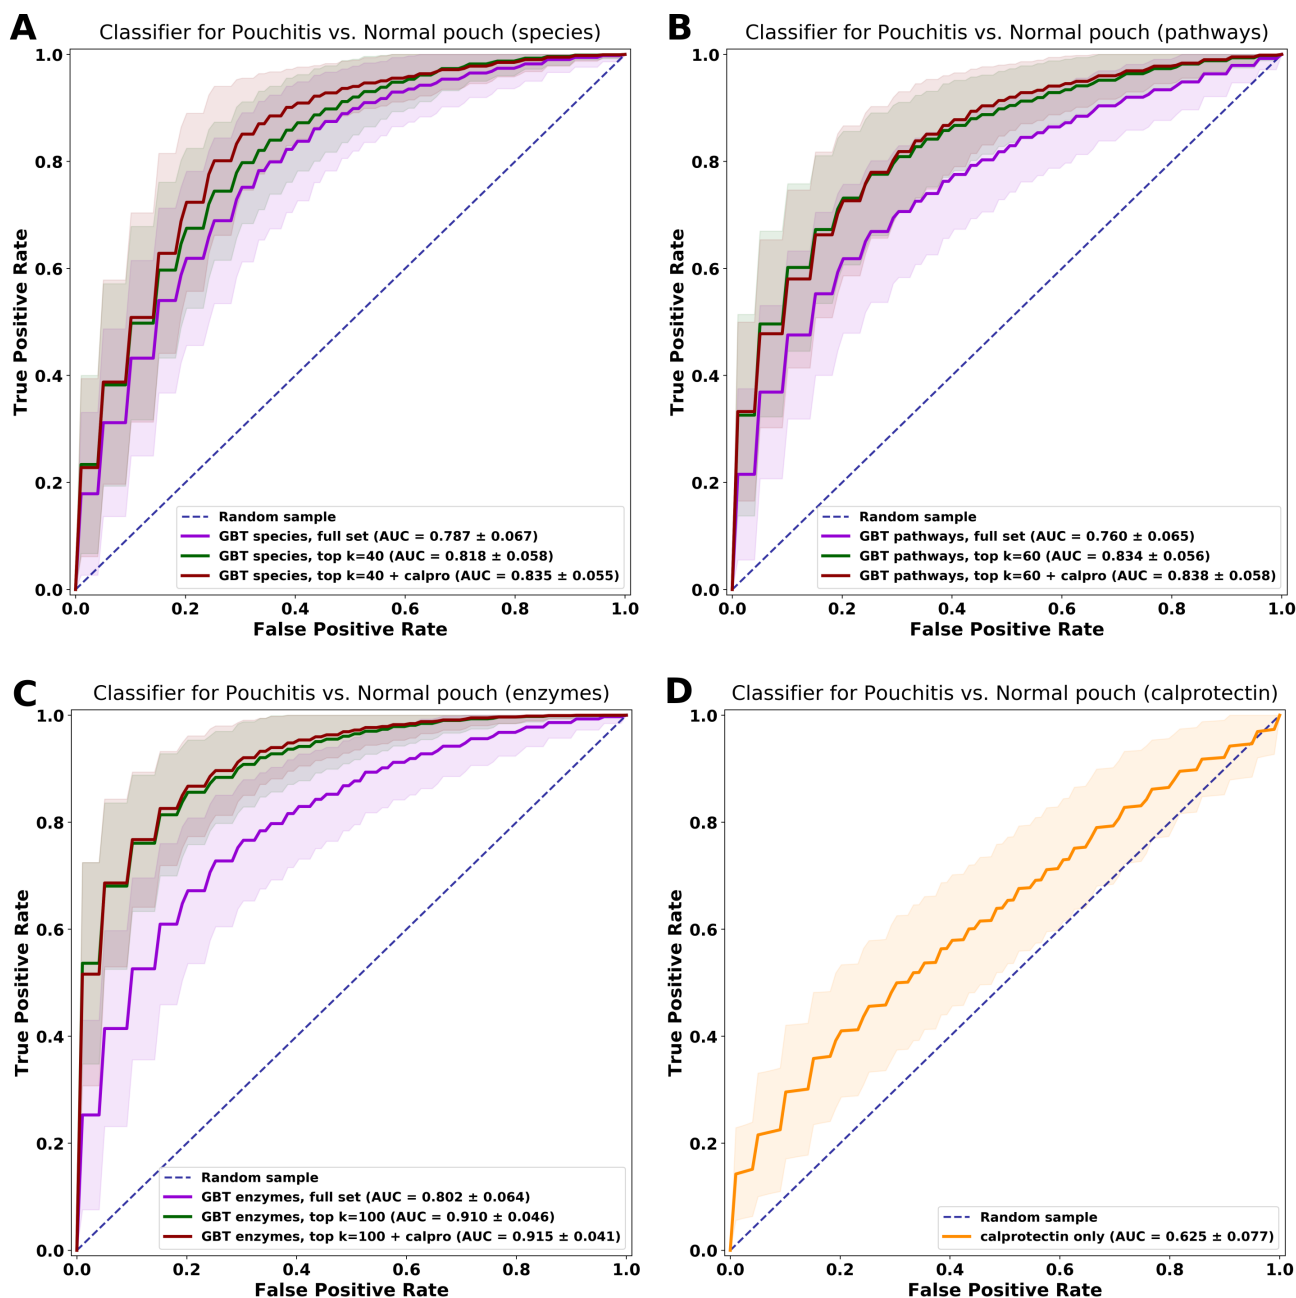 A
Classifier for Pouchitis vs. Normal pouch (species)
True Positive Rate
1.0
0.8
0.6
0.4
0.2
0.0
Random sample
GBT species, full set (AUC = 0.787 ± 0.067)
GBT species, top k=40 (AUC = 0.818 ± 0.058)
GBT species, top k=40 + calpro (AUC = 0.835 ± 0.055)
0.0 0.2 0.4 0.6 0.8 1.0
False Positive Rate
B
Classifier for Pouchitis vs. Normal pouch (pathways)
True Positive Rate
1.0
0.8
0.6
0.4
0.2
0.0
Random sample
GBT pathways, full set (AUC = 0.760 ± 0.065)
GBT pathways, top k=60 (AUC = 0.834 ± 0.056)
GBT pathways, top k=60 + calpro (AUC = 0.838 ± 0.058)
0.0 0.2 0.4 0.6 0.8 1.0
False Positive Rate
C
Classifier for Pouchitis vs. Normal pouch (enzymes)
True Positive Rate
1.0
0.8
0.6
0.4
0.2
0.0
Random sample
GBT enzymes, full set (AUC = 0.802 ± 0.064)
GBT enzymes, top k=100 (AUC = 0.910 ± 0.046)
GBT enzymes, top k=100 + calpro (AUC = 0.915 ± 0.041)
0.0 0.2 0.4 0.6 0.8 1.0
False Positive Rate
D
Classifier for Pouchitis vs. Normal pouch (calprotectin)
True Positive Rate
1.0
0.8
0.6
0.4
0.2
0.0
Random sample
calprotectin only (AUC = 0.625 ± 0.077)
0.0 0.2 0.4 0.6 0.8 1.0
False Positive Rate